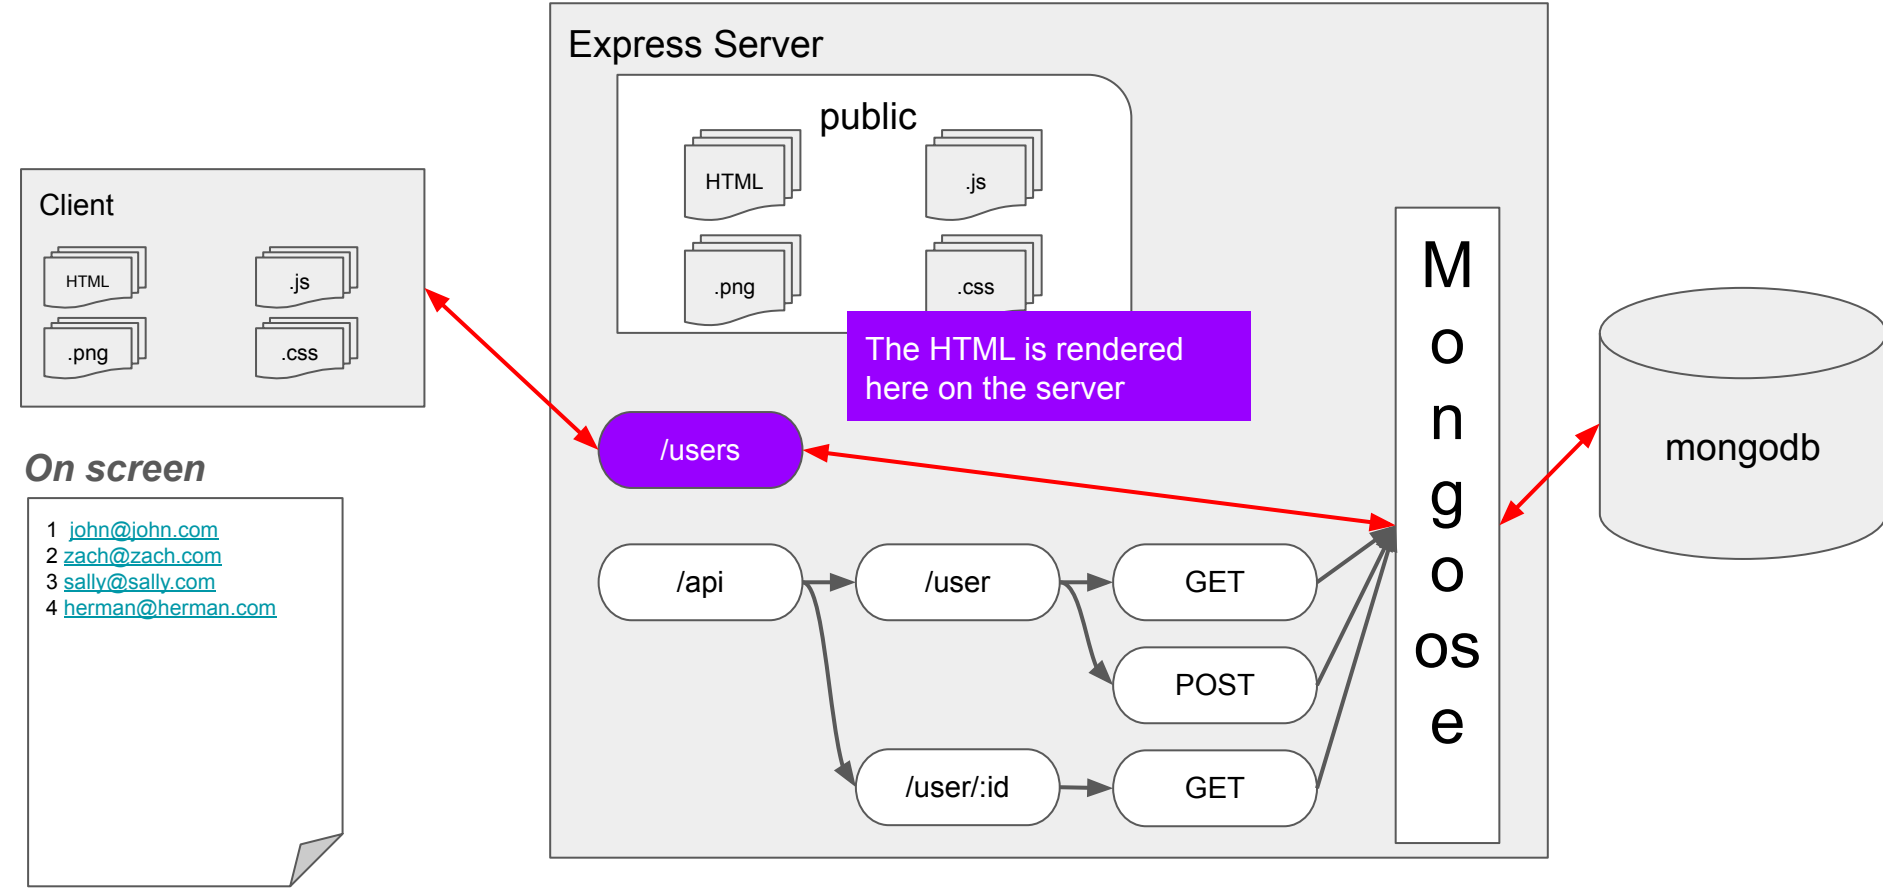 Express Server
public
HTML
.js
.png
.css
Client
HTML
.js
.png
.css
The HTML is rendered
here on the server
/users
On screen
1 john@john.com
2 zach@zach.com
3 sally@sally.com
4 herman@herman.com
/api
/user
GET
POST
/user/:id
GET
M
o
n
g
o
os
e
mongodb